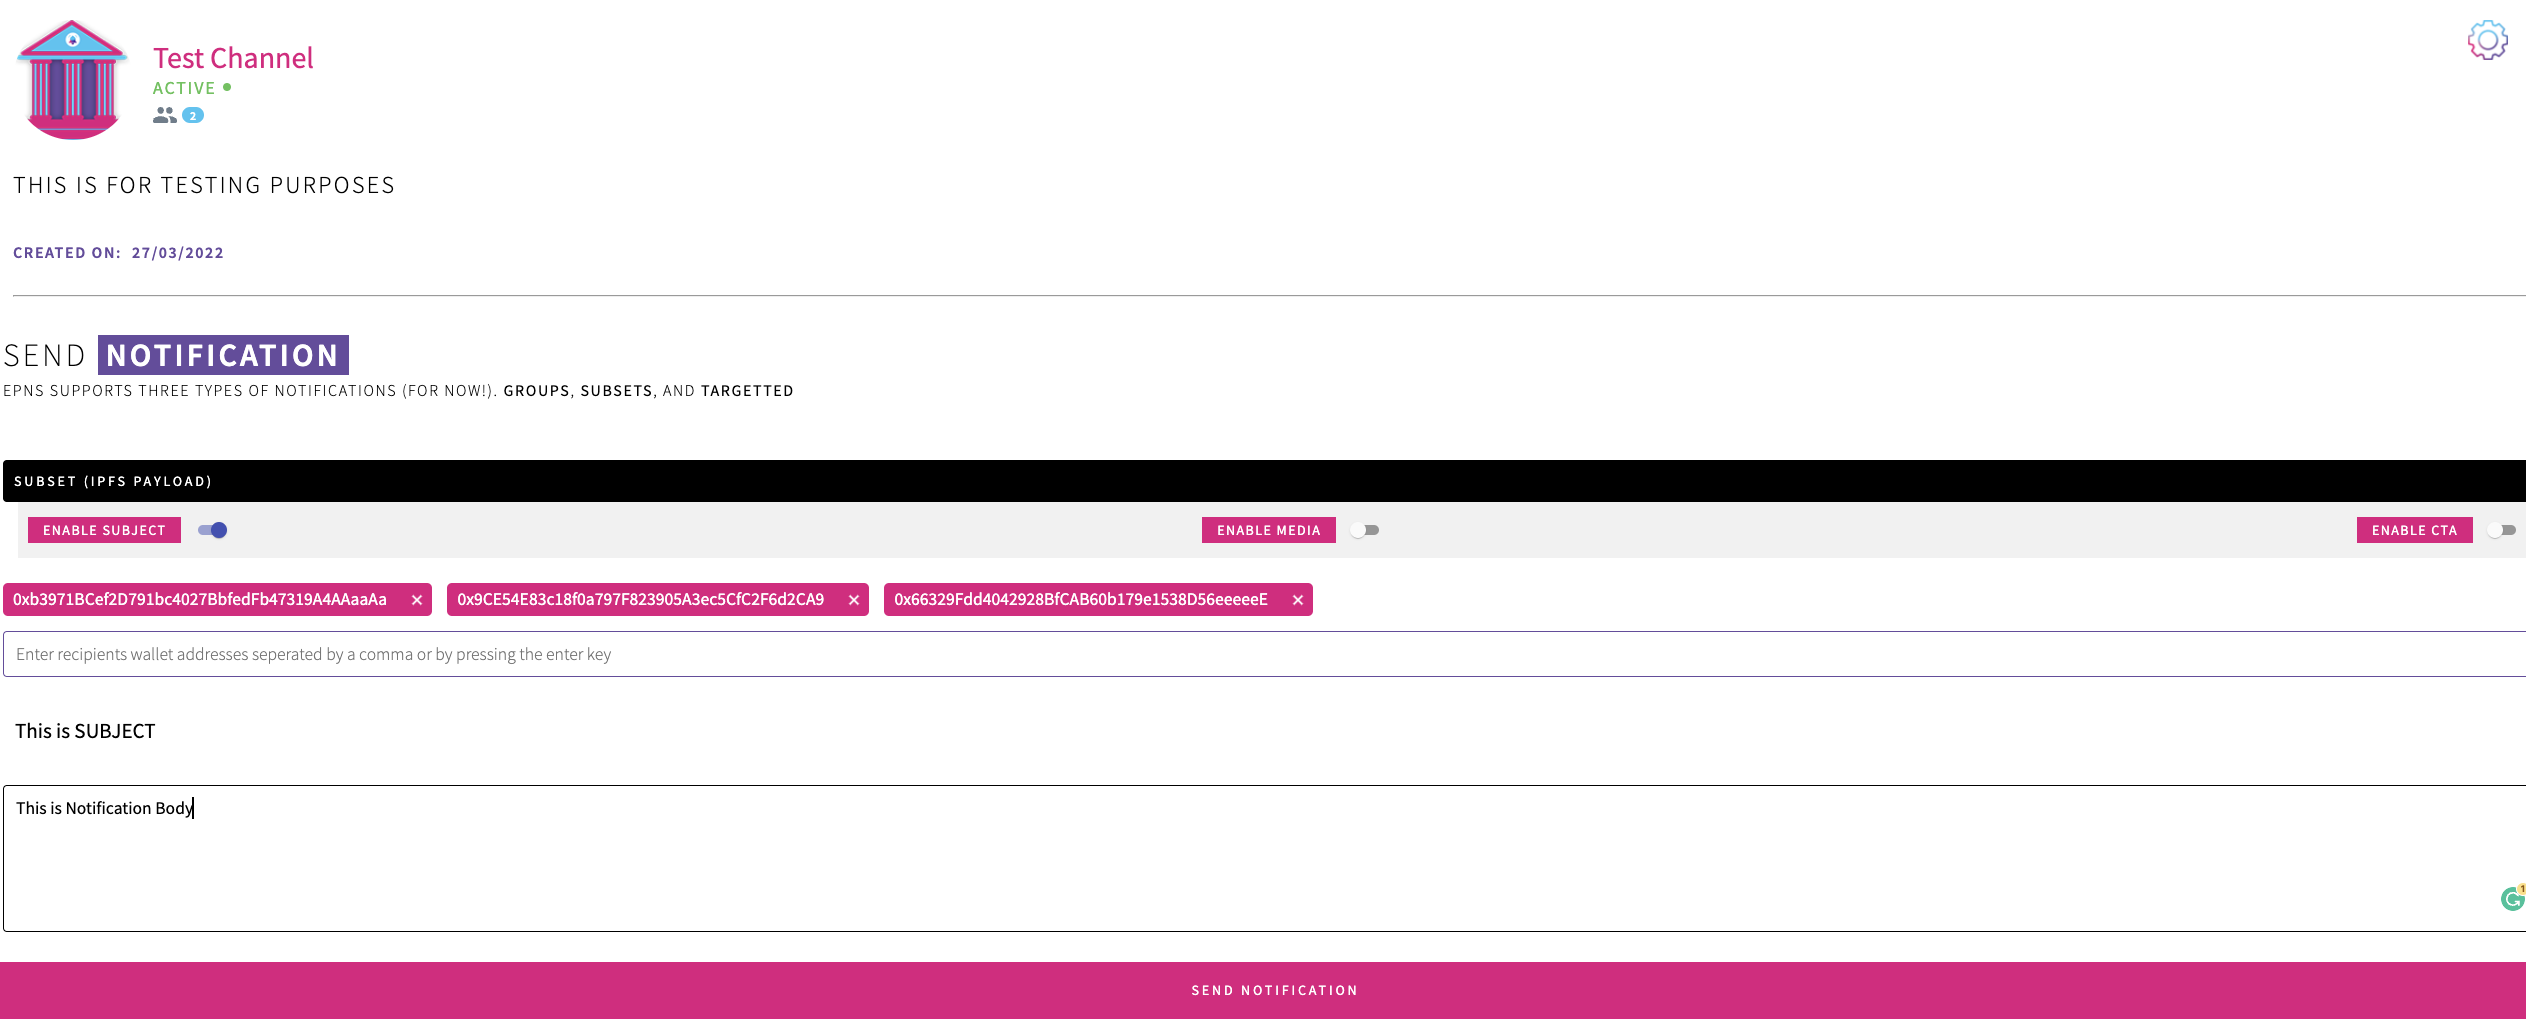 Test Channel
ACTIVE
2
THIS IS FOR TESTING PURPOSES
CREATED ON: 27/03/2022
SEND NOTIFICATION
EPNS SUPPORTS THREE TYPES OF NOTIFICATIONS (FOR NOW!). GROUPS, SUBSETS, AND TARGETTED
SUBSET (IPFS PAYLOAD)
ENABLE SUBJECT ENABLE MEDIA ENABLE CTA
0xb3971BCef2D791bc4027BbfedFb47319A4AAaaAa × 0x9CE54E83c18f0a797F823905A3ec5CfC2F6d2CA9 × 0x66329Fdd4042928BfCAB60b179e1538D56eeeeeE ×
Enter recipients wallet addresses seperated by a comma or by pressing the enter key
This is SUBJECT
This is Notification Body
1
SEND NOTIFICATION